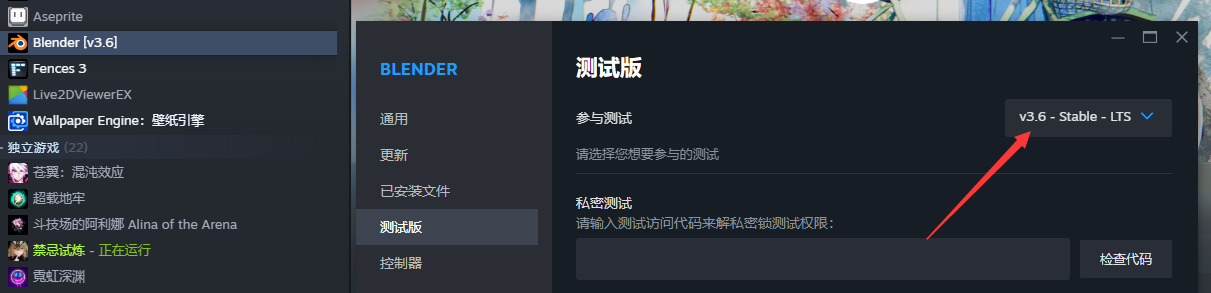 Aseprite
Blender [v3.6]
Fences 3
Live2DViewerEX
Wallpaper Engine：壁纸引擎
- 独立游戏 (22)
苍翼：混沌效应
超载地牢
斗技场的阿利娜 Alina of the Arena
禁忌试炼 - 正在运行
霓虹深渊
BLENDER
通用
更新
已安装文件
测试版
控制器
测试版
参与测试
v3.6 - Stable - LTS
请选择您想要参与的测试
私密测试
请输入测试访问代码来解私密锁测试权限：
检查代码